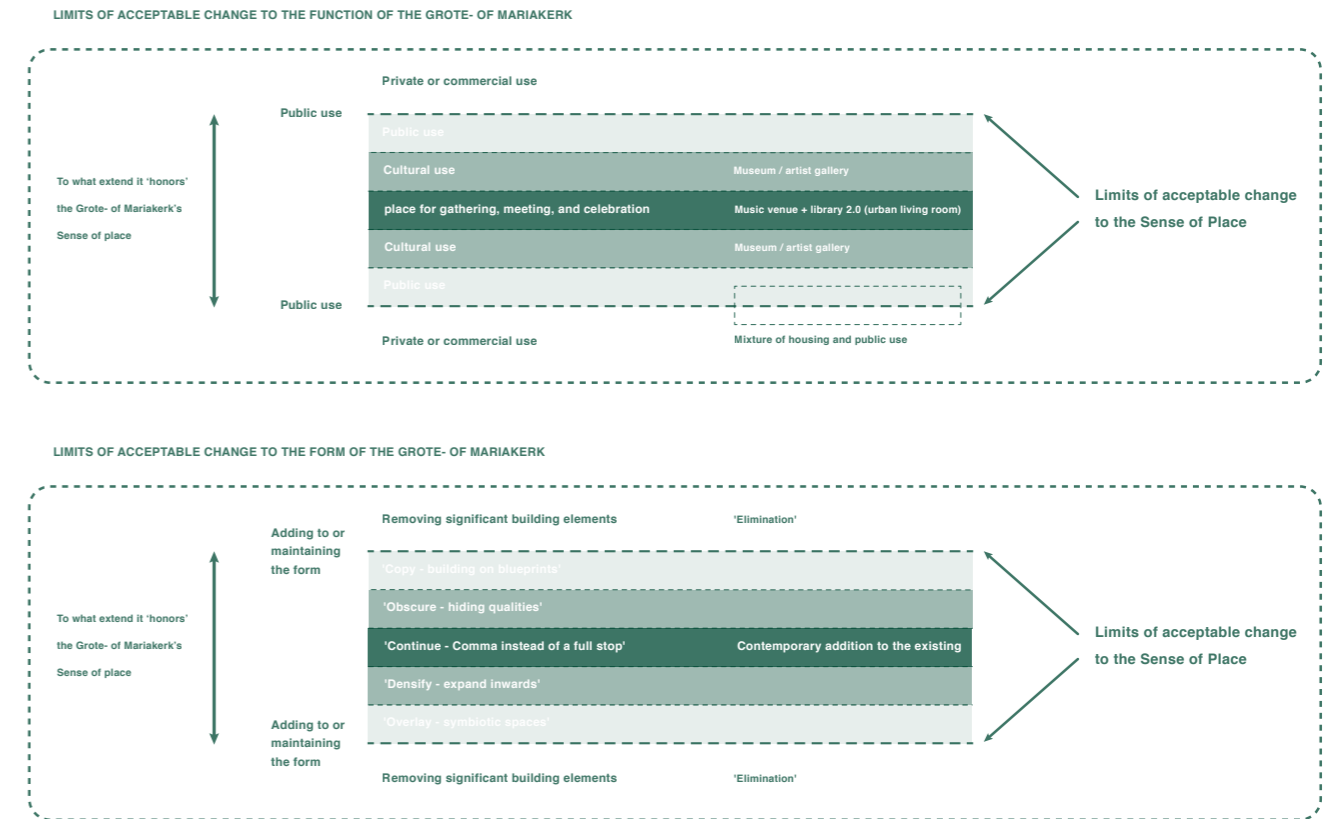 LIMITS OF ACCEPTABLE CHANGE TO THE FUNCTION OF THE GROTE- OF MARIAKERK
Private or commercial use
Public use
Public use
Cultural use
Museum / artist gallery
To what extend it ‘honors’
the Grote- of Mariakerk's
Sense of place
place for gathering, meeting, and celebration
Music venue + library 2.0 (urban living room)
Limits of acceptable change
to the Sense of Place
Cultural use
Museum / artist gallery
Public use
Public use
Private or commercial use
Mixture of housing and public use
LIMITS OF ACCEPTABLE CHANGE TO THE FORM OF THE GROTE- OF MARIAKERK
Removing significant building elements
'Elimination'
Adding to or
maintaining
the form
'Copy - building on blueprints'
'Obscure - hiding qualities'
To what extend it ‘honors’
the Grote- of Mariakerk's
Sense of place
'Continue - Comma instead of a full stop'
Contemporary addition to the existing
Limits of acceptable change
to the Sense of Place
'Densify - expand inwards'
'Overlay - symbiotic spaces'
Adding to or
maintaining
the form
Removing significant building elements
'Elimination'